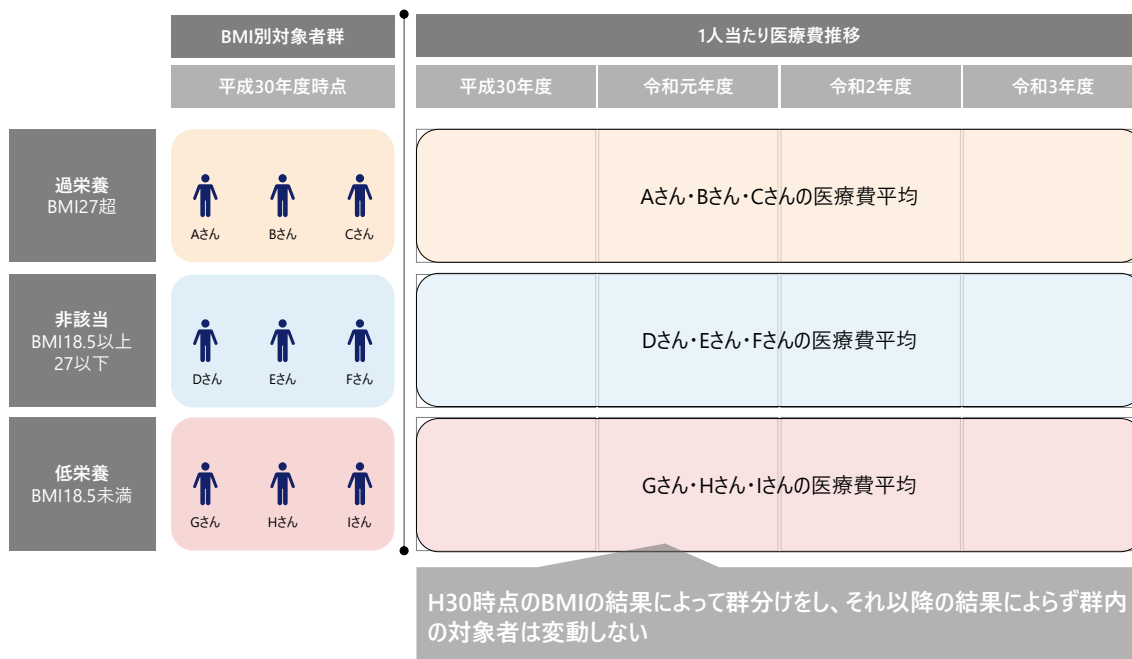 BMI別対象者群
1人当たり医療費推移
平成30年度時点
平成30年度
令和元年度
令和2年度
令和3年度
過栄養
BMI27超
Aさん
Bさん
Cさん
Aさん・Bさん・Cさんの医療費平均
非該当
BMI18.5以上
27以下
Dさん
Eさん
Fさん
Dさん・Eさん・Fさんの医療費平均
低栄養
BMI18.5未満
Gさん
Hさん
Iさん
Gさん・Hさん・Iさんの医療費平均
H30時点のBMIの結果によって群分けをし、それ以降の結果によらず群内
の対象者は変動しない